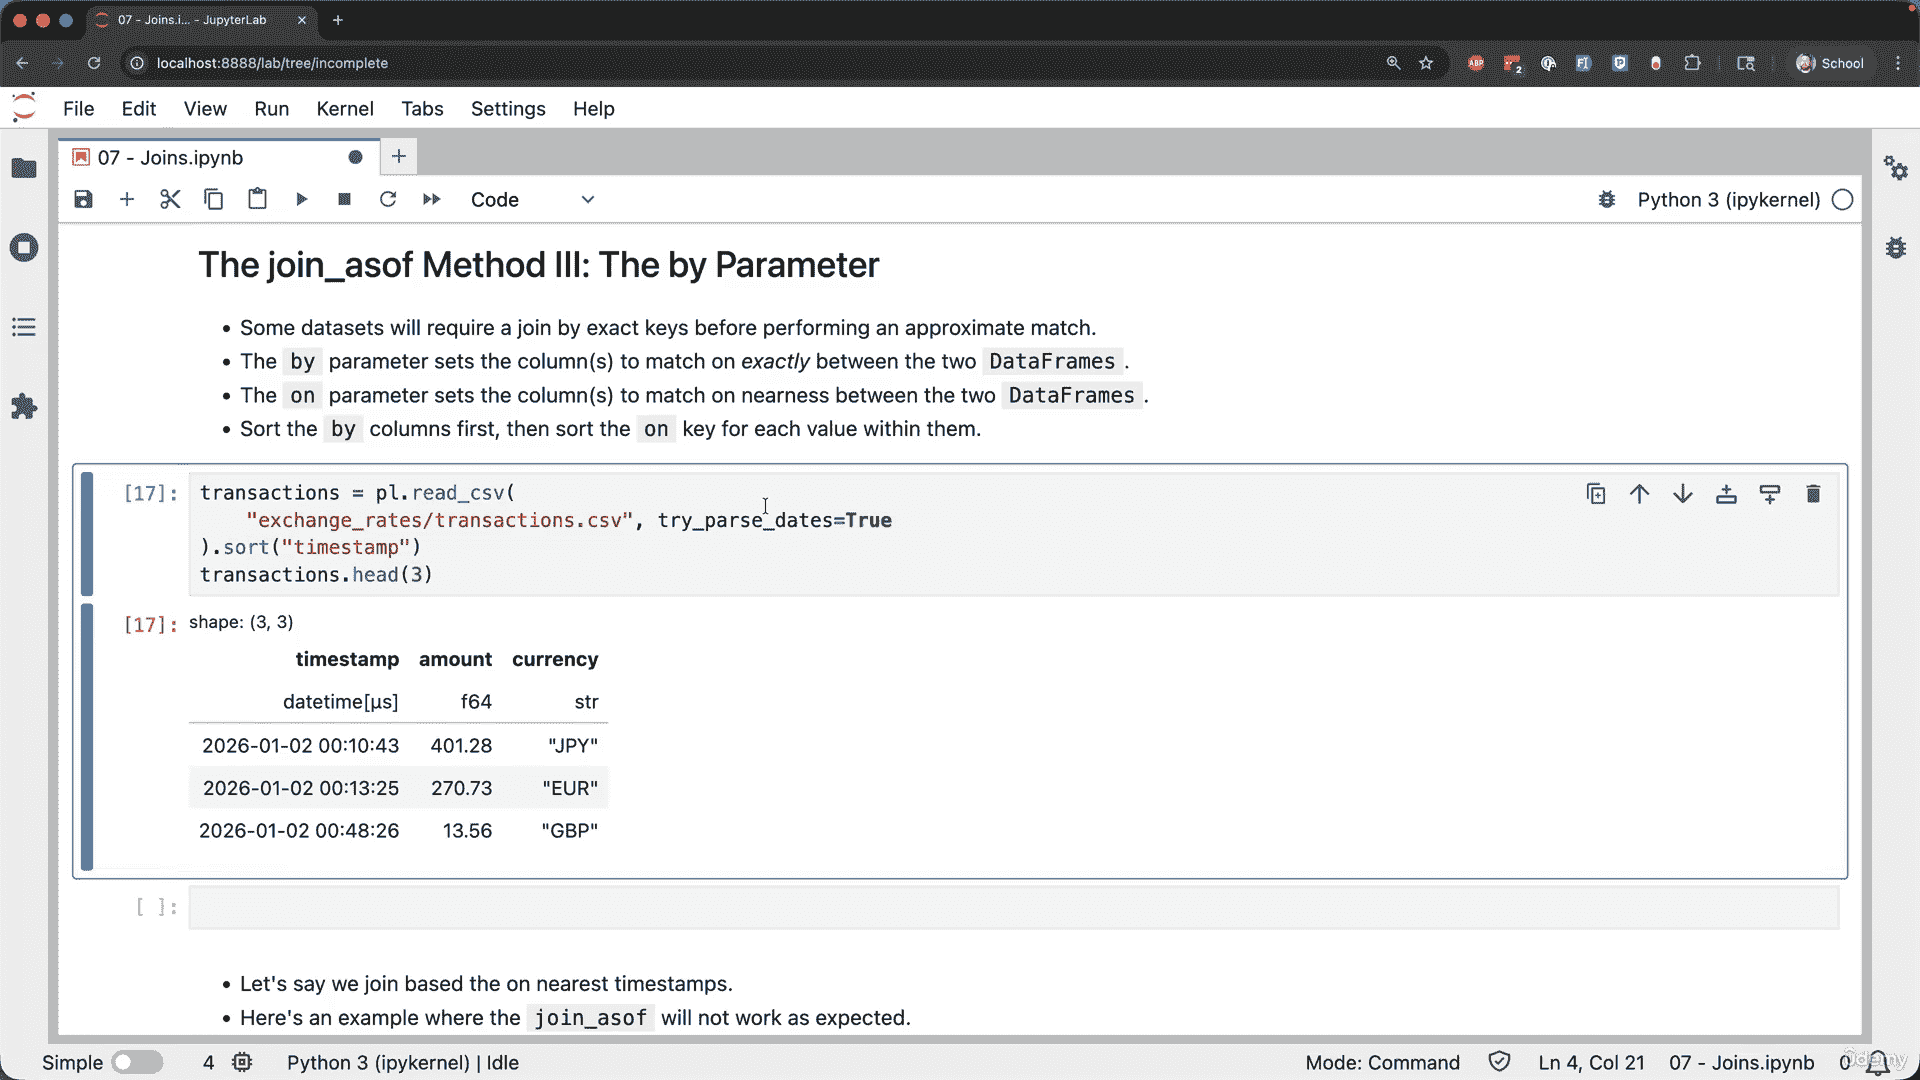 07 - Joins.i... - JupyterLab
localhost:8888/lab/tree/incomplete
ABP
2
School
File Edit View Run Kernel Tabs Settings Help
07 - Joins.ipynb
Code
Python 3 (ipykernel)
The join_asof Method III: The by Parameter
• Some datasets will require a join by exact keys before performing an approximate match.
• The by parameter sets the column(s) to match on exactly between the two DataFrames.
• The on parameter sets the column(s) to match on nearness between the two DataFrames.
• Sort the by columns first, then sort the on key for each value within them.
[17]: transactions = pl.read_csv(
"exchange_rates/transactions.csv", try_parse_dates=True
).sort("timestamp")
transactions.head(3)
[17]: shape: (3, 3)
timestamp amount currency
datetime[μs] f64 str
2026-01-02 00:10:43 401.28 "JPY"
2026-01-02 00:13:25 270.73 "EUR"
2026-01-02 00:48:26 13.56 "GBP"
[ ]:
• Let's say we join based the on nearest timestamps.
• Here's an example where the join_asof will not work as expected.
Simple 4 Python 3 (ipykernel) | Idle Mode: Command Ln 4, Col 21 07 - Joins.ipynb 0
Udemy